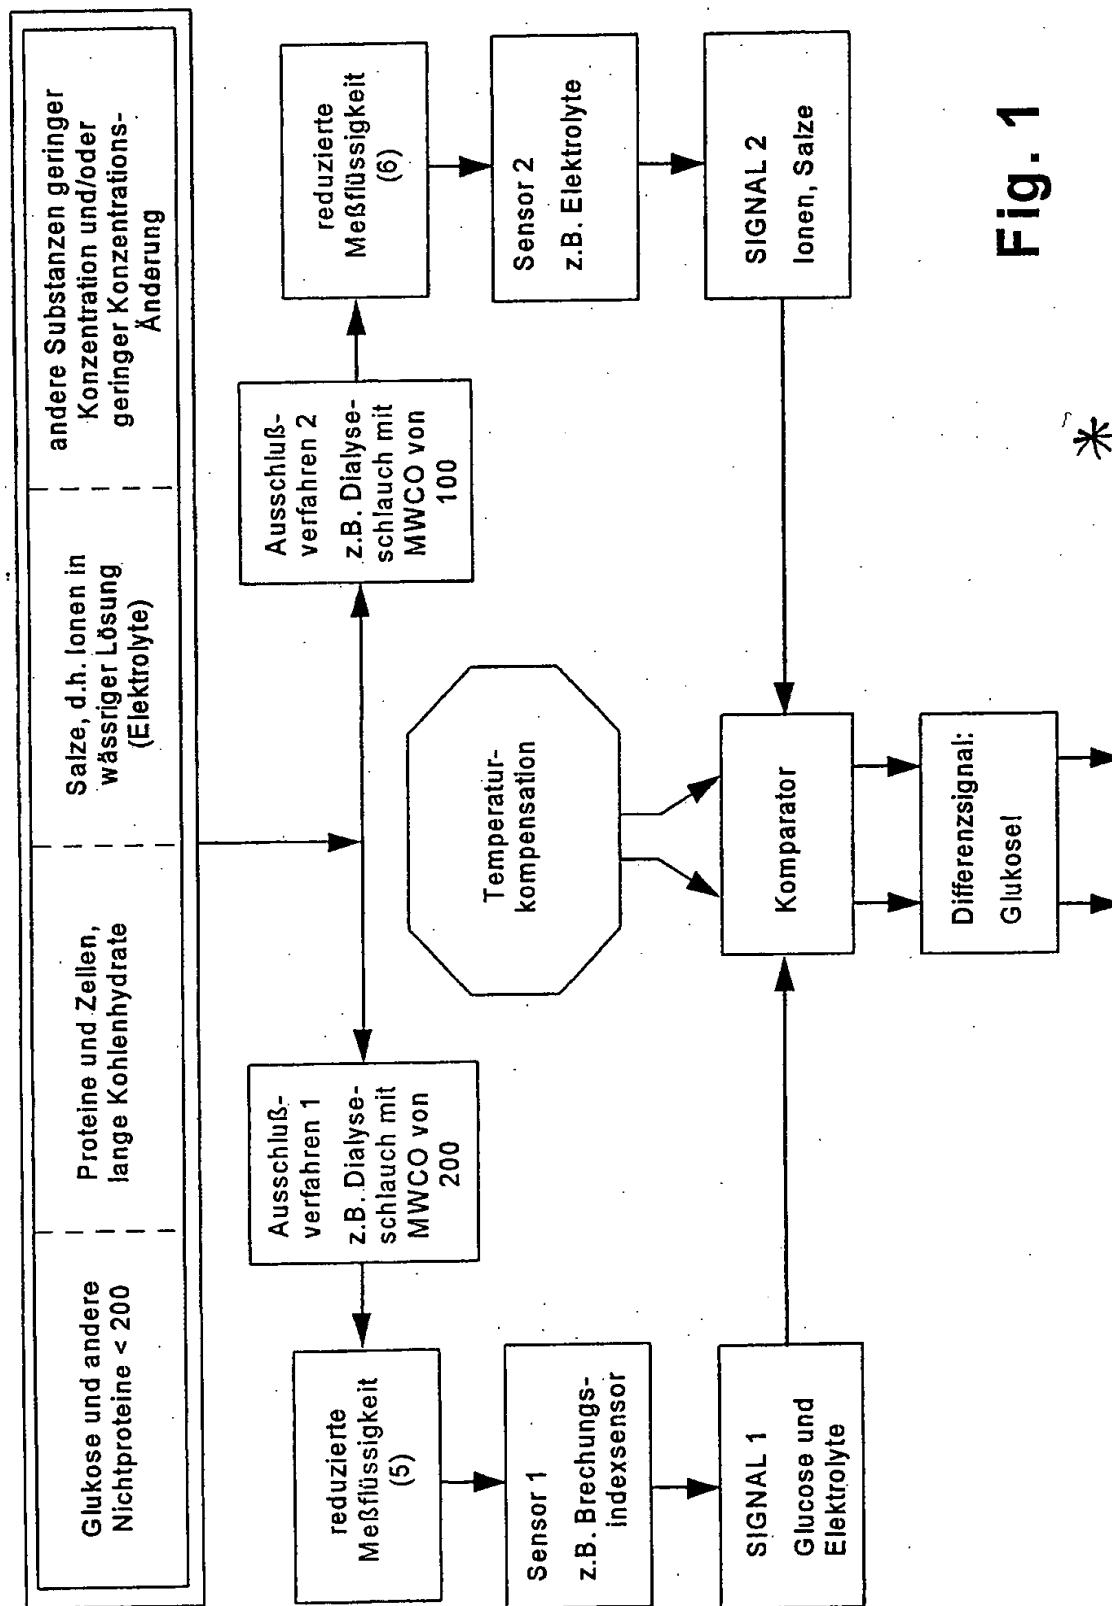 Glukose und andere
Nichtproteine < 200
Proteine und Zellen,
lange Kohlenhydrate
Salze, d.h. Ionen in
wässriger Lösung
(Elektrolyte)
andere Substanzen geringer
Konzentration und/oder
geringer Konzentrations-
Änderung
Ausschluß-
verfahren 1
z.B. Dialyse-
schlauch mit
MWCO von
200
Ausschluß-
verfahren 2
z.B. Dialyse-
schlauch mit
MWCO von
100
reduzierte
Meßflüssigkeit
(5)
reduzierte
Meßflüssigkeit
(6)
Sensor 1
z.B. Brechungs-
indexsensor
Temperatur-
kompensation
Sensor 2
z.B. Elektrolyte
SIGNAL 1
Glucose und
Elektrolyte
Komparator
SIGNAL 2
Ionen, Salze
Differenzsignal:
Glukose!
Fig. 1
*